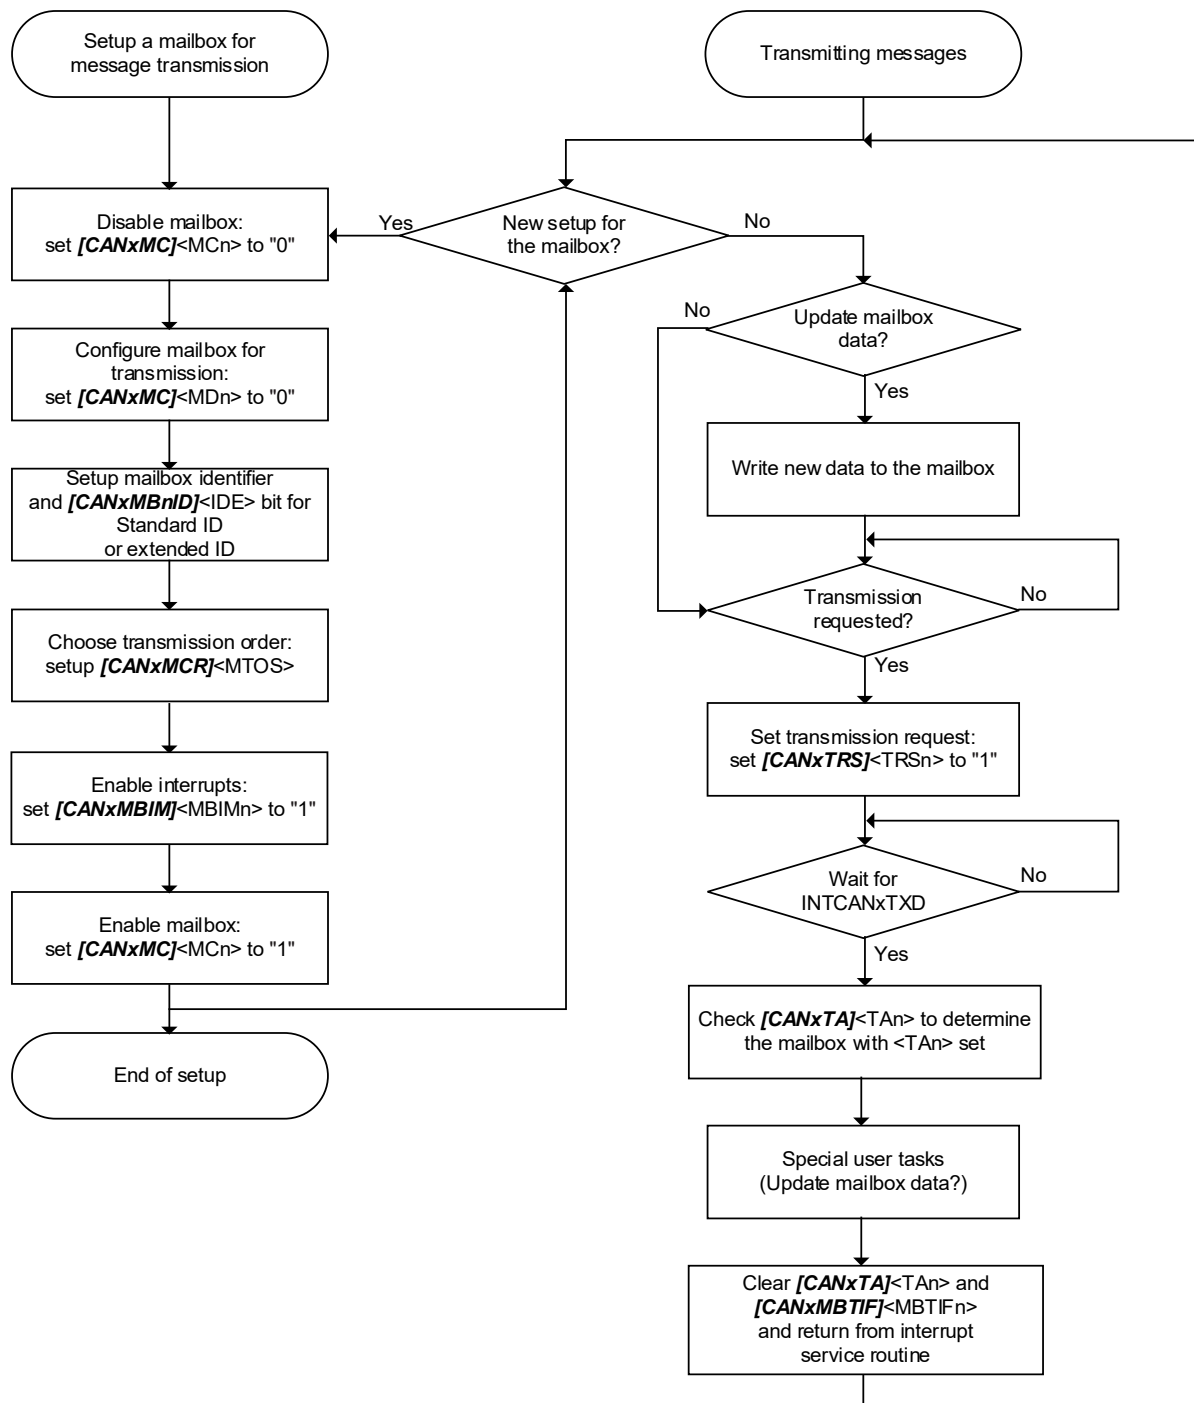 Setup a mailbox for
message transmission
Disable mailbox:
set [CANxMC]<MCn> to "0"
Configure mailbox for
transmission:
set [CANxMC]<MDn> to "0"
Setup mailbox identifier
and [CANxMBnID]<IDE> bit for
Standard ID
or extended ID
Choose transmission order:
setup [CANxMCR]<MTOS>
Enable interrupts:
set [CANxMBIM]<MBIMn> to "1"
Enable mailbox:
set [CANxMC]<MCn> to "1"
End of setup
Transmitting messages
New setup for
the mailbox?
Yes
No
Update mailbox
data?
No
Yes
Write new data to the mailbox
Transmission
requested?
No
Yes
Set transmission request:
set [CANxTRS]<TRSn> to "1"
Wait for
INTCANxTXD
No
Yes
Check [CANxTA]<TAn> to determine
the mailbox with <TAn> set
Special user tasks
(Update mailbox data?)
Clear [CANxTA]<TAn> and
[CANxMBTIF]<MBTIFn>
and return from interrupt
service routine